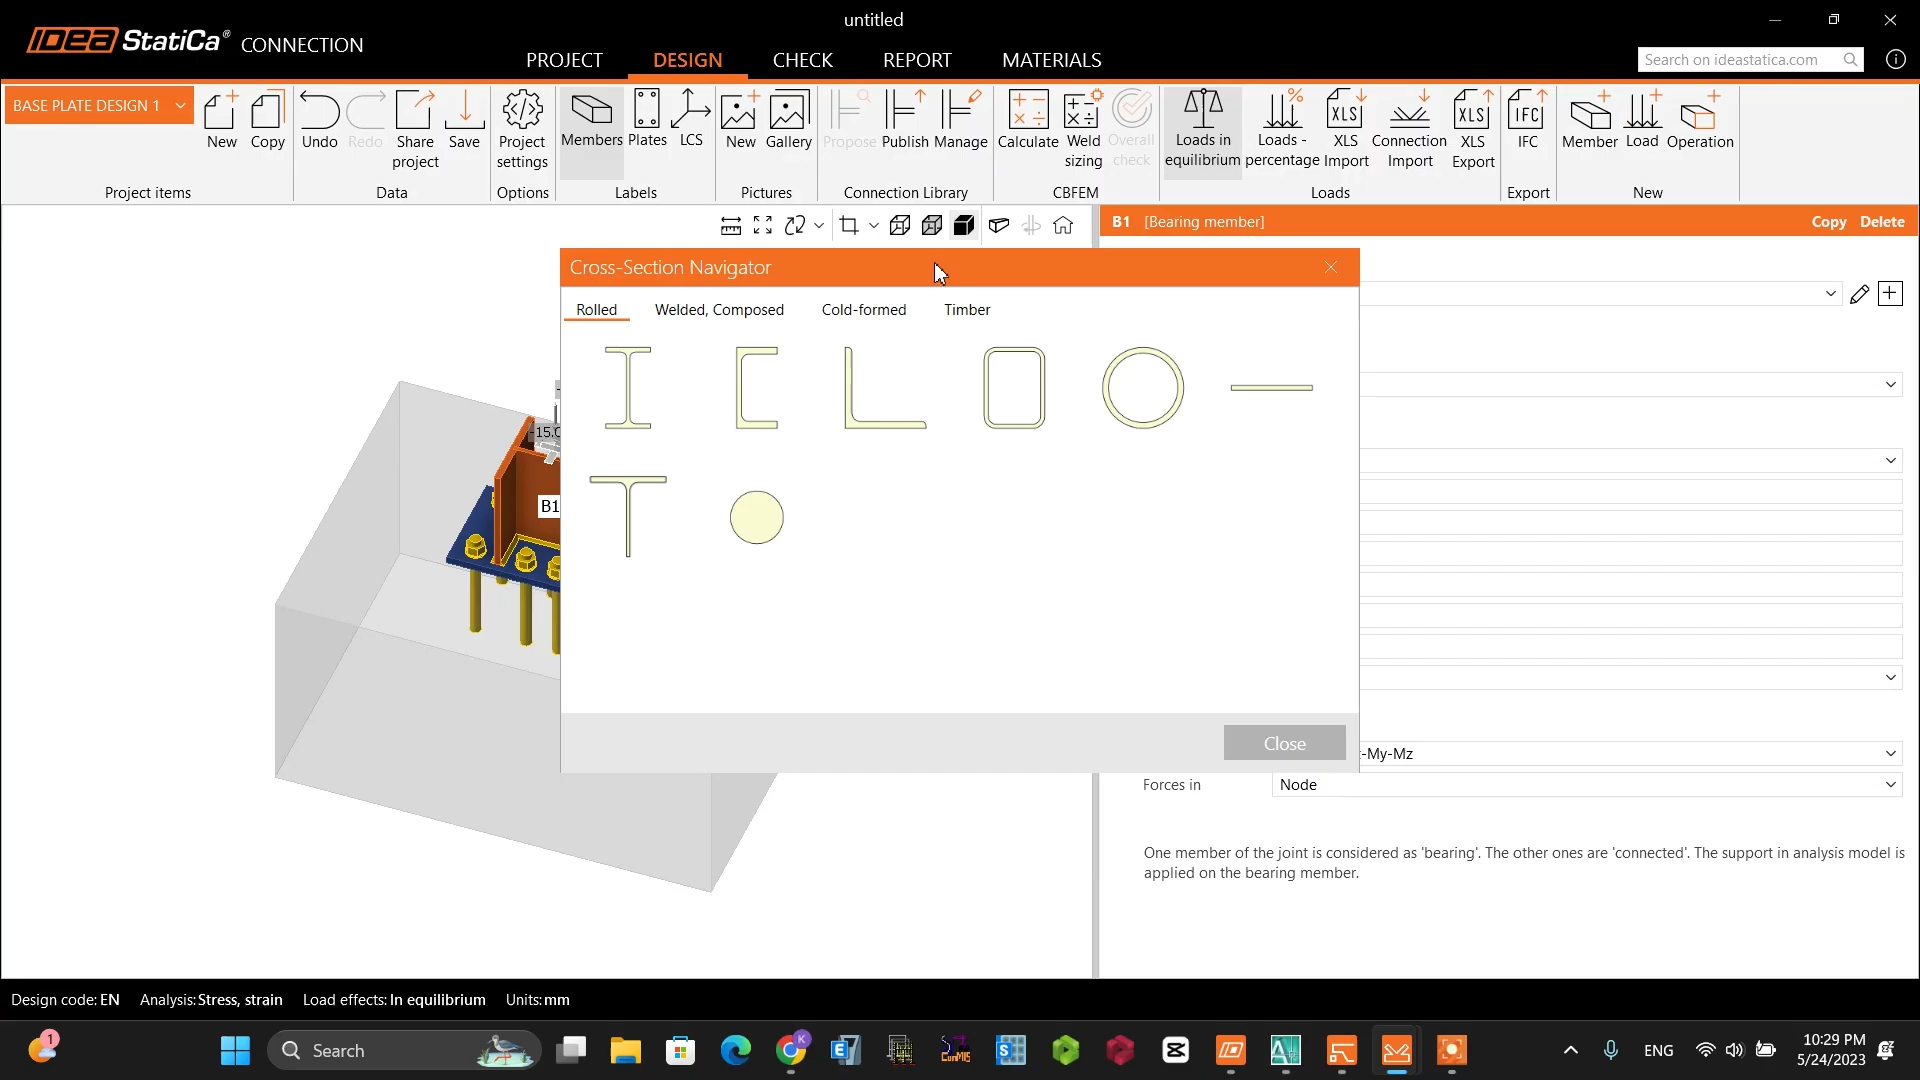 untitled
IDEA StatiCa® CONNECTION
PROJECT DESIGN CHECK REPORT MATERIALS
Search on ideastatica.com
BASE PLATE DESIGN 1
New Copy
Project items
Undo Redo Share project Save
Data
Project settings
Options
Members Plates LCS
Labels
New Gallery
Pictures
Propose Publish Manage
Connection Library
Calculate Weld sizing Overall check
CBFEM
Loads in equilibrium Loads - percentage XLS Import Connection Import XLS Export
Loads
IFC
Export
Member Load Operation
New
B1 [Bearing member] Copy Delete
Cross-Section Navigator
Rolled Welded, Composed Cold-formed Timber
B1
Close
-My-Mz
Forces in Node
One member of the joint is considered as 'bearing'. The other ones are 'connected'. The support in analysis model is
applied on the bearing member.
Design code: EN Analysis: Stress, strain Load effects: In equilibrium Units: mm
1
Search
ENG
10:29 PM
5/24/2023